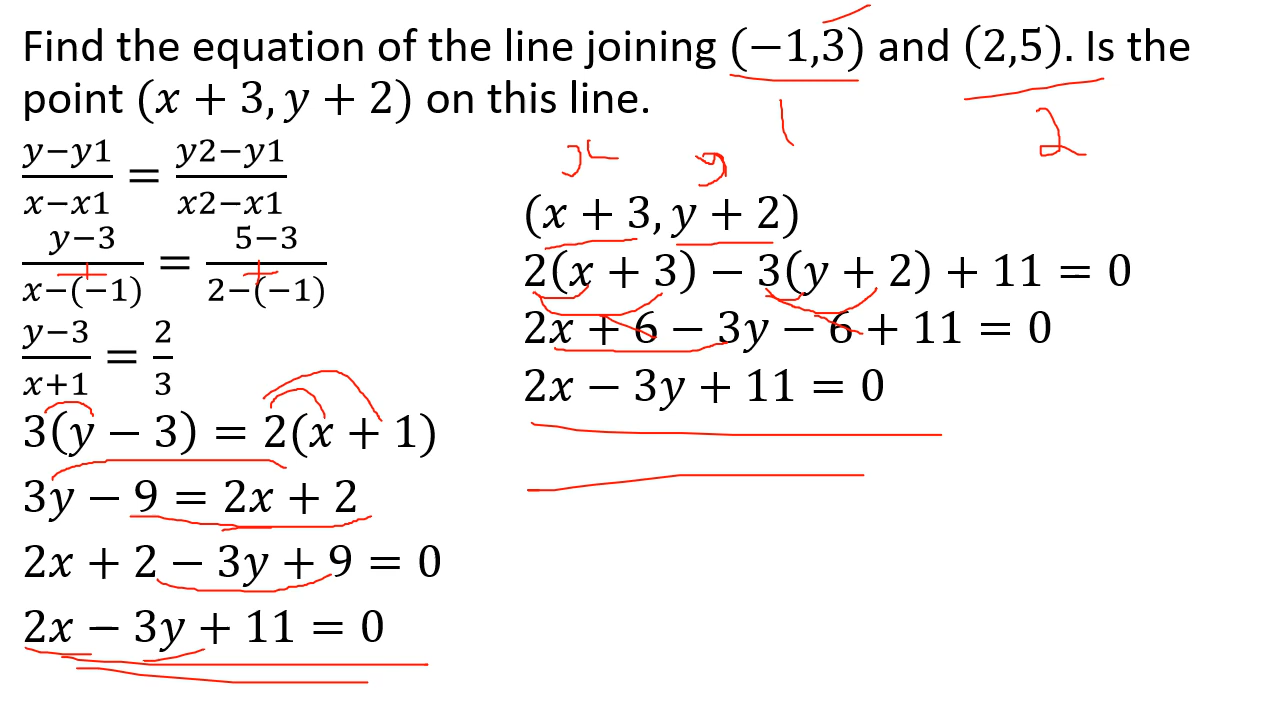 Find the equation of the line joining (−1,3) and (2,5). Is the
point (x + 3, y + 2) on this line.
1
2
y−y1/x−x1 = y2−y1/x2−x1
y−3/x−(−1) = 5−3/2−(−1)
+ +
y−3/x+1 = 2/3
3(y − 3) = 2(x + 1)
3y − 9 = 2x + 2
2x + 2 − 3y + 9 = 0
2x − 3y + 11 = 0
(x + 3, y + 2)
2(x + 3) − 3(y + 2) + 11 = 0
2x + 6 − 3y − 6 + 11 = 0
2x − 3y + 11 = 0